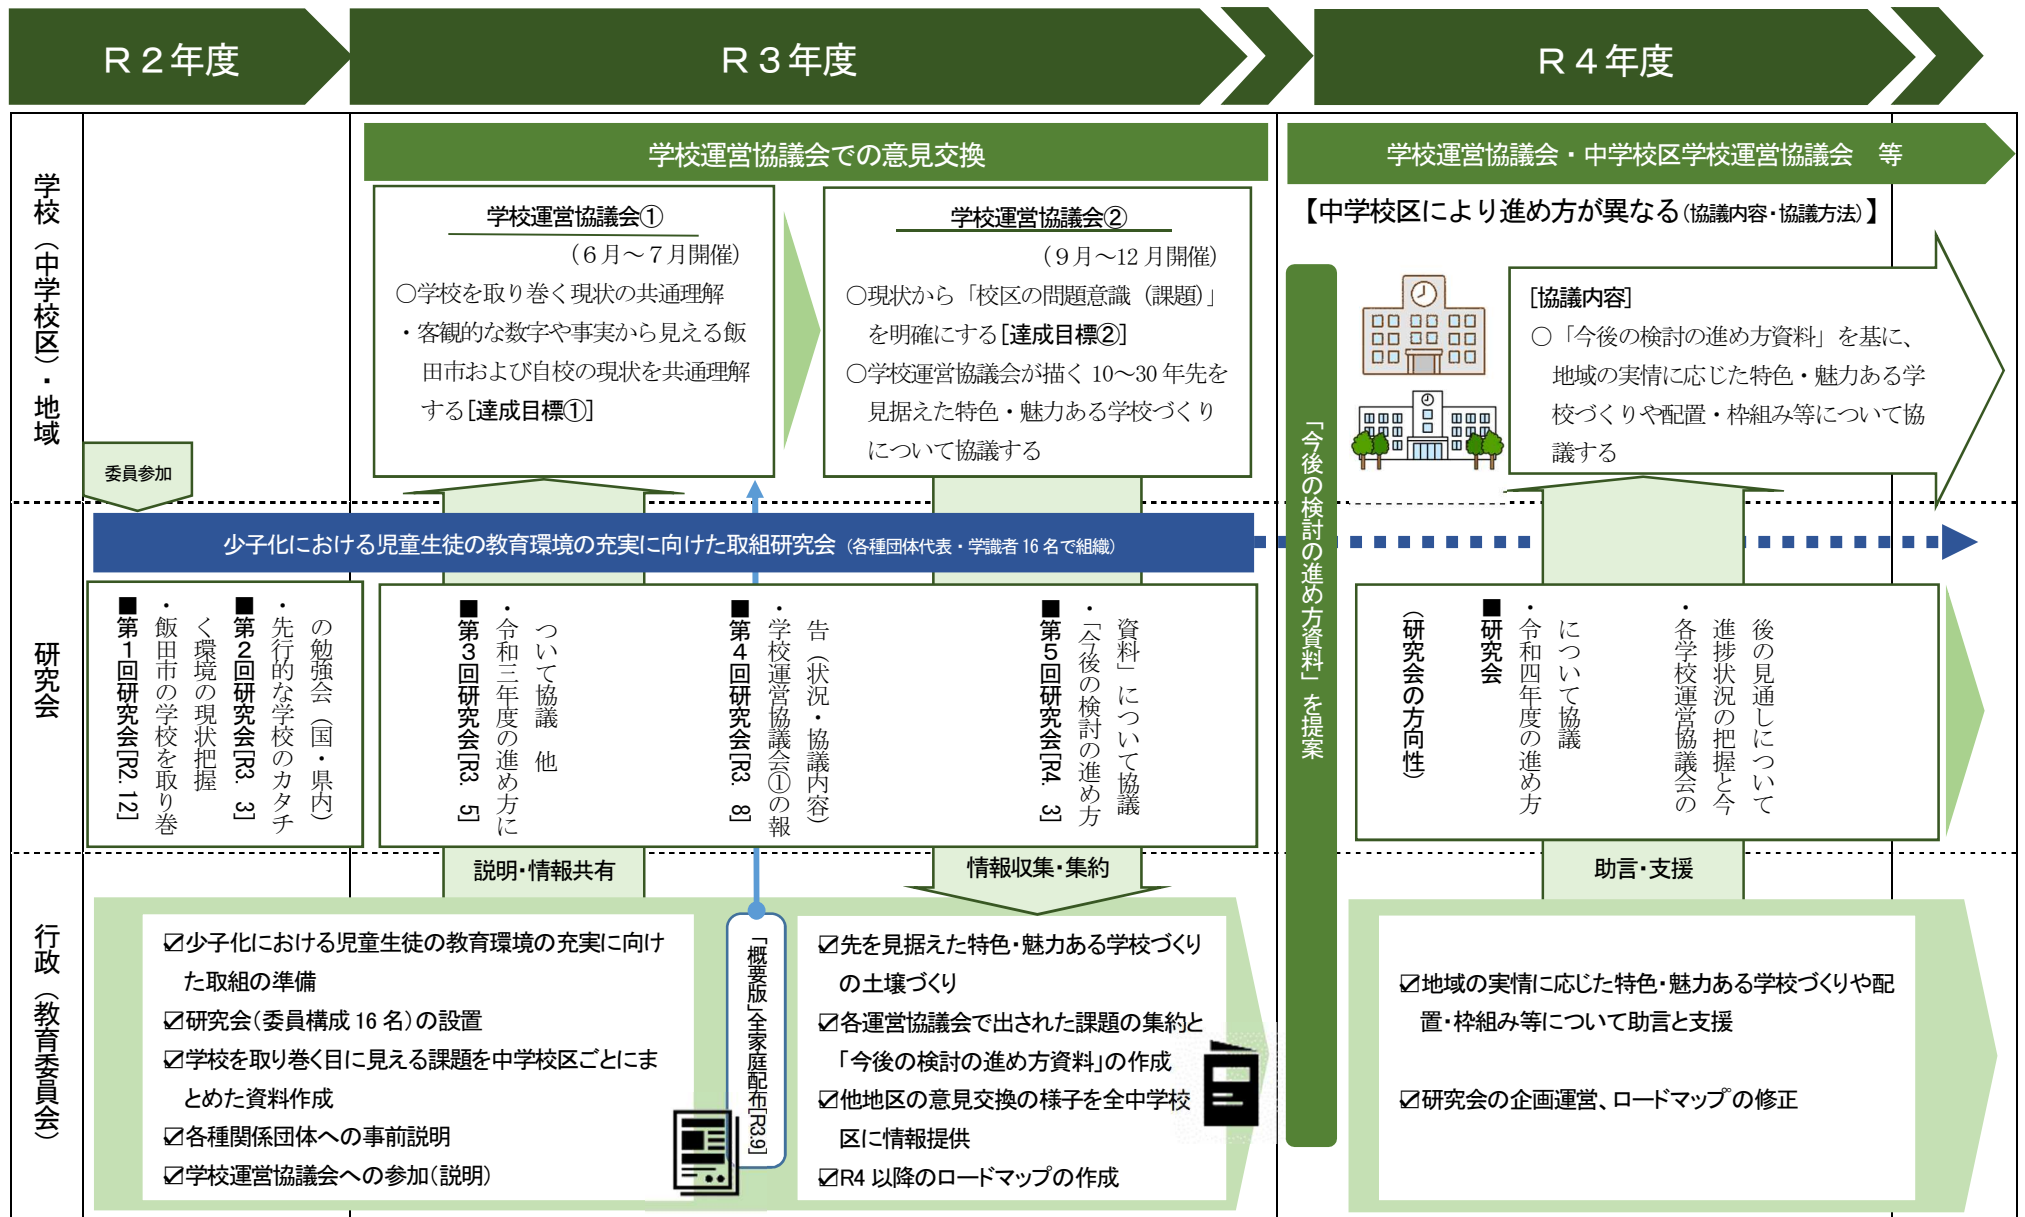 R２年度
R３年度
R４年度
学校（中学校区）・地域
学校運営協議会での意見交換
学校運営協議会①
（６月～７月開催）
○学校を取り巻く現状の共通理解
・客観的な数字や事実から見える飯
田市および自校の現状を共通理解
する[達成目標①]
学校運営協議会②
（９月～12 月開催）
○現状から「校区の問題意識（課題）」
を明確にする[達成目標②]
○学校運営協議会が描く 10～30 年先を
見据えた特色・魅力ある学校づくり
について協議する
学校運営協議会・中学校区学校運営協議会　等
【中学校区により進め方が異なる（協議内容・協議方法）】
[協議内容]
○「今後の検討の進め方資料」を基に、
地域の実情に応じた特色・魅力ある学
校づくりや配置・枠組み等について協
議する
委員参加
「今後の検討の進め方資料」を提案
研究会
少子化における児童生徒の教育環境の充実に向けた取組研究会（各種団体代表・学識者 16 名で組織）
■第１回研究会[R2. 12]
・飯田市の学校を取り巻
く環境の現状把握
■第２回研究会[R3. 3]
・先行的な学校のカタチ
の勉強会（国・県内）
■第３回研究会[R3. 5]
・令和三年度の進め方に
ついて協議　他
■第４回研究会[R3. 8]
・学校運営協議会①の報
告（状況・協議内容）
■第５回研究会[R4. 3]
・「今後の検討の進め方
資料」について協議
（研究会の方向性）
■研究会
・令和四年度の進め方
について協議
・各学校運営協議会の
進捗状況の把握と今
後の見通しについて
説明・情報共有
情報収集・集約
助言・支援
行政（教育委員会）
☑少子化における児童生徒の教育環境の充実に向け
た取組の準備
☑研究会（委員構成 16 名）の設置
☑学校を取り巻く目に見える課題を中学校区ごとにま
とめた資料作成
☑各種関係団体への事前説明
☑学校運営協議会への参加（説明）
「概要版」全家庭配布[R3.9]
☑先を見据えた特色・魅力ある学校づくり
の土壌づくり
☑各運営協議会で出された課題の集約と
「今後の検討の進め方資料」の作成
☑他地区の意見交換の様子を全中学校
区に情報提供
☑R4 以降のロードマップの作成
☑地域の実情に応じた特色・魅力ある学校づくりや配
置・枠組み等について助言と支援
☑研究会の企画運営、ロードマップの修正